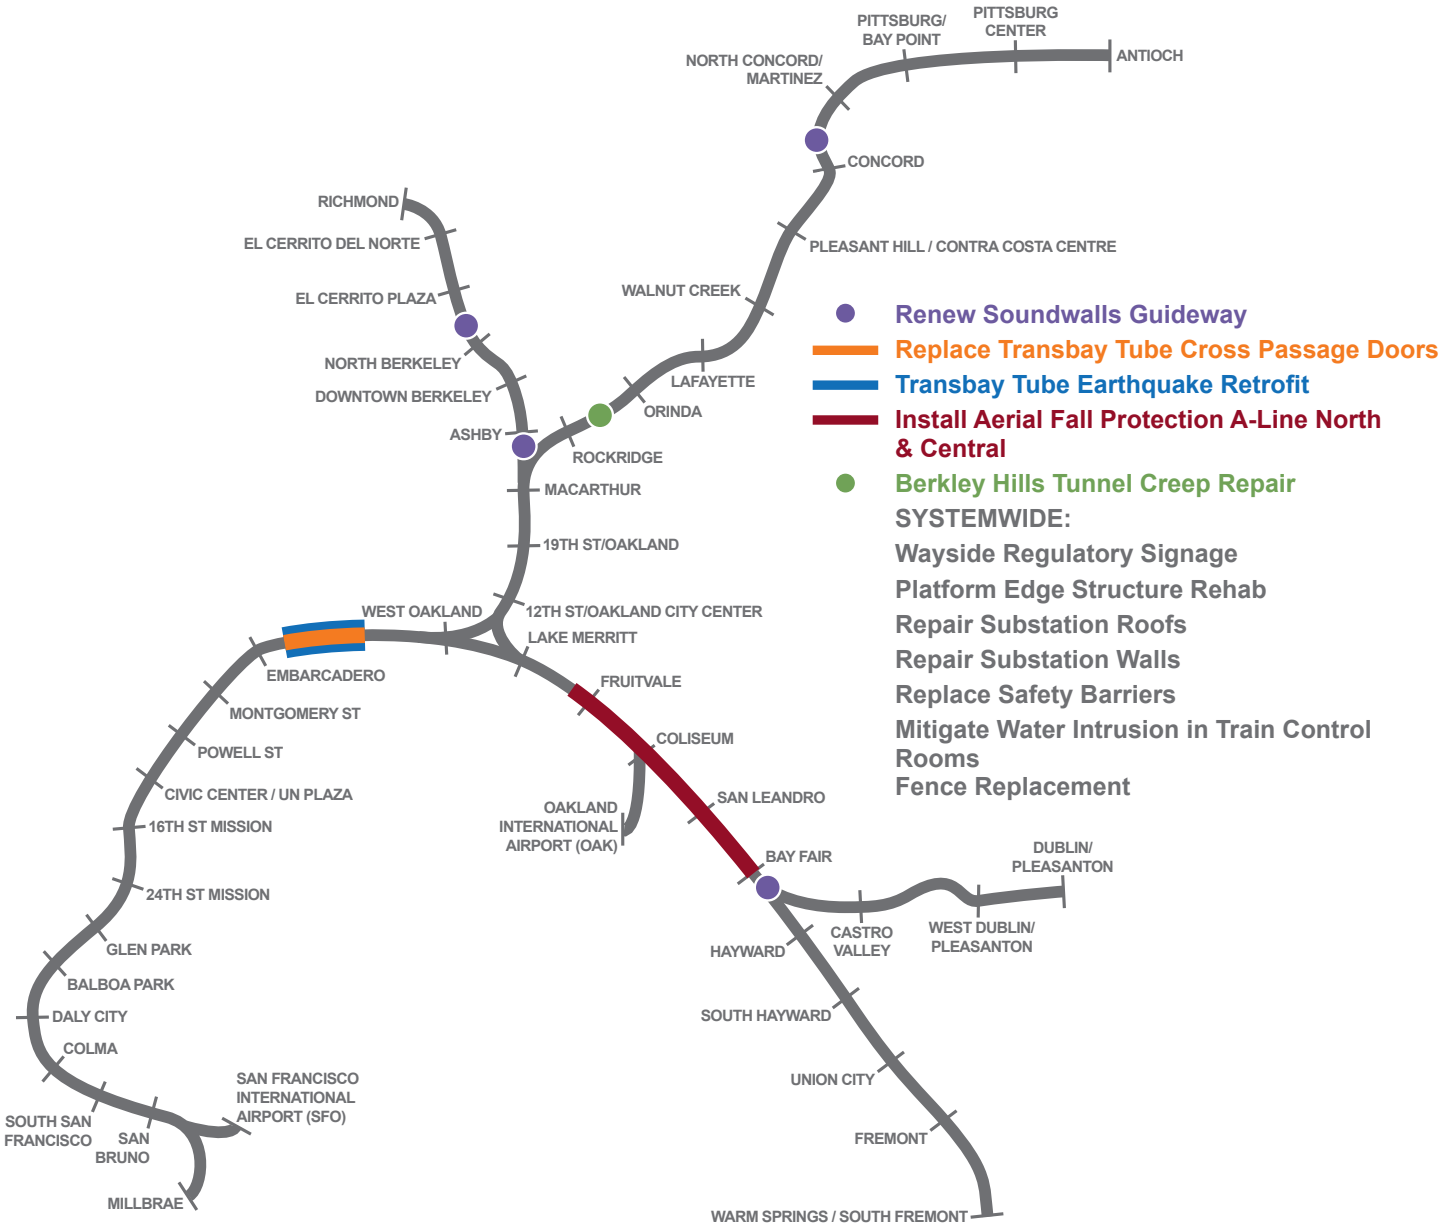 PITTSBURG
CENTER
PITTSBURG/
BAY POINT
ANTIOCH
NORTH CONCORD/
MARTINEZ
CONCORD
RICHMOND
EL CERRITO DEL NORTE
PLEASANT HILL / CONTRA COSTA CENTRE
EL CERRITO PLAZA
WALNUT CREEK
NORTH BERKELEY
DOWNTOWN BERKELEY
LAFAYETTE
ORINDA
ASHBY
ROCKRIDGE
MACARTHUR
19TH ST/OAKLAND
Renew Soundwalls Guideway
Replace Transbay Tube Cross Passage Doors
Transbay Tube Earthquake Retrofit
Install Aerial Fall Protection A-Line North
& Central
Berkley Hills Tunnel Creep Repair
SYSTEMWIDE:
Wayside Regulatory Signage
Platform Edge Structure Rehab
Repair Substation Roofs
Repair Substation Walls
Replace Safety Barriers
Mitigate Water Intrusion in Train Control
Rooms
Fence Replacement
WEST OAKLAND
12TH ST/OAKLAND CITY CENTER
LAKE MERRITT
EMBARCADERO
FRUITVALE
MONTGOMERY ST
COLISEUM
POWELL ST
CIVIC CENTER / UN PLAZA
SAN LEANDRO
OAKLAND
INTERNATIONAL
AIRPORT (OAK)
16TH ST MISSION
BAY FAIR
DUBLIN/
PLEASANTON
24TH ST MISSION
CASTRO
VALLEY
WEST DUBLIN/
PLEASANTON
GLEN PARK
HAYWARD
BALBOA PARK
DALY CITY
SOUTH HAYWARD
COLMA
UNION CITY
SAN FRANCISCO
INTERNATIONAL
AIRPORT (SFO)
SOUTH SAN
FRANCISCO
SAN
BRUNO
FREMONT
MILLBRAE
WARM SPRINGS / SOUTH FREMONT